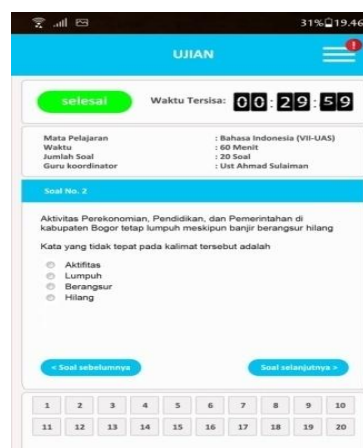 31% 19.46
UJIAN
selesai
Waktu Tersisa: 00:29:59
Mata Pelajaran : Bahasa Indonesia (VII-UAS)
Waktu : 60 Menit
Jumlah Soal : 20 Soal
Guru koordinator : Ust Ahmad Sulaiman
Soal No. 2
Aktivitas Perekonomian, Pendidikan, dan Pemerintahan di
kabupaten Bogor tetap lumpuh meskipun banjir berangsur hilang
Kata yang tidak tepat pada kalimat tersebut adalah
Aktifitas
Lumpuh
Berangsur
Hilang
< Soal sebelumnya
Soal selanjutnya >
1 2 3 4 5 6 7 8 9 10
11 12 13 14 15 16 17 18 19 20